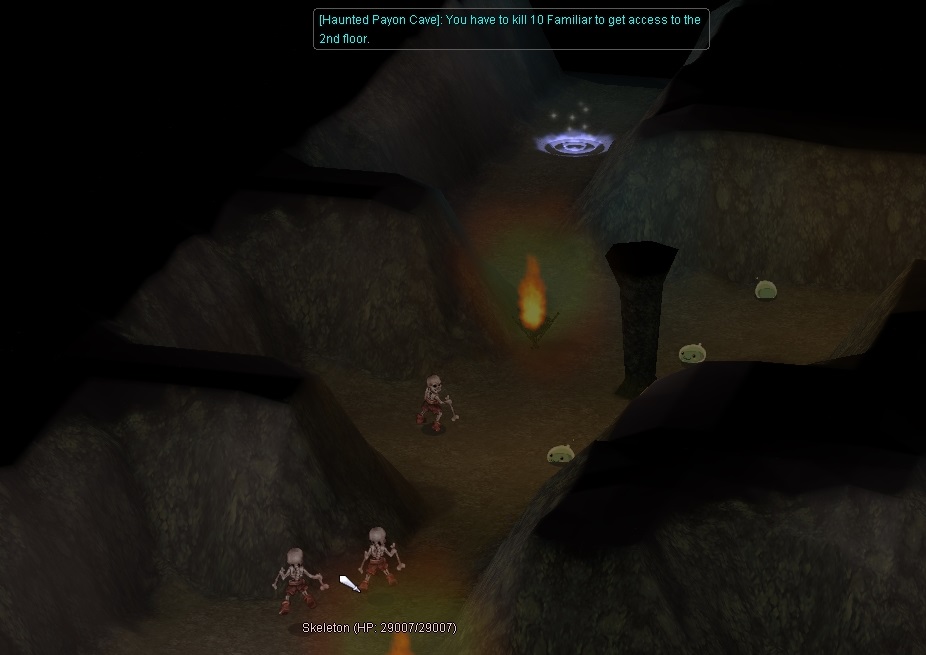 [Haunted Payon Cave]: You have to kill 10 Familiar to get access to the
2nd floor.
Skeleton (HP: 29007/29007)